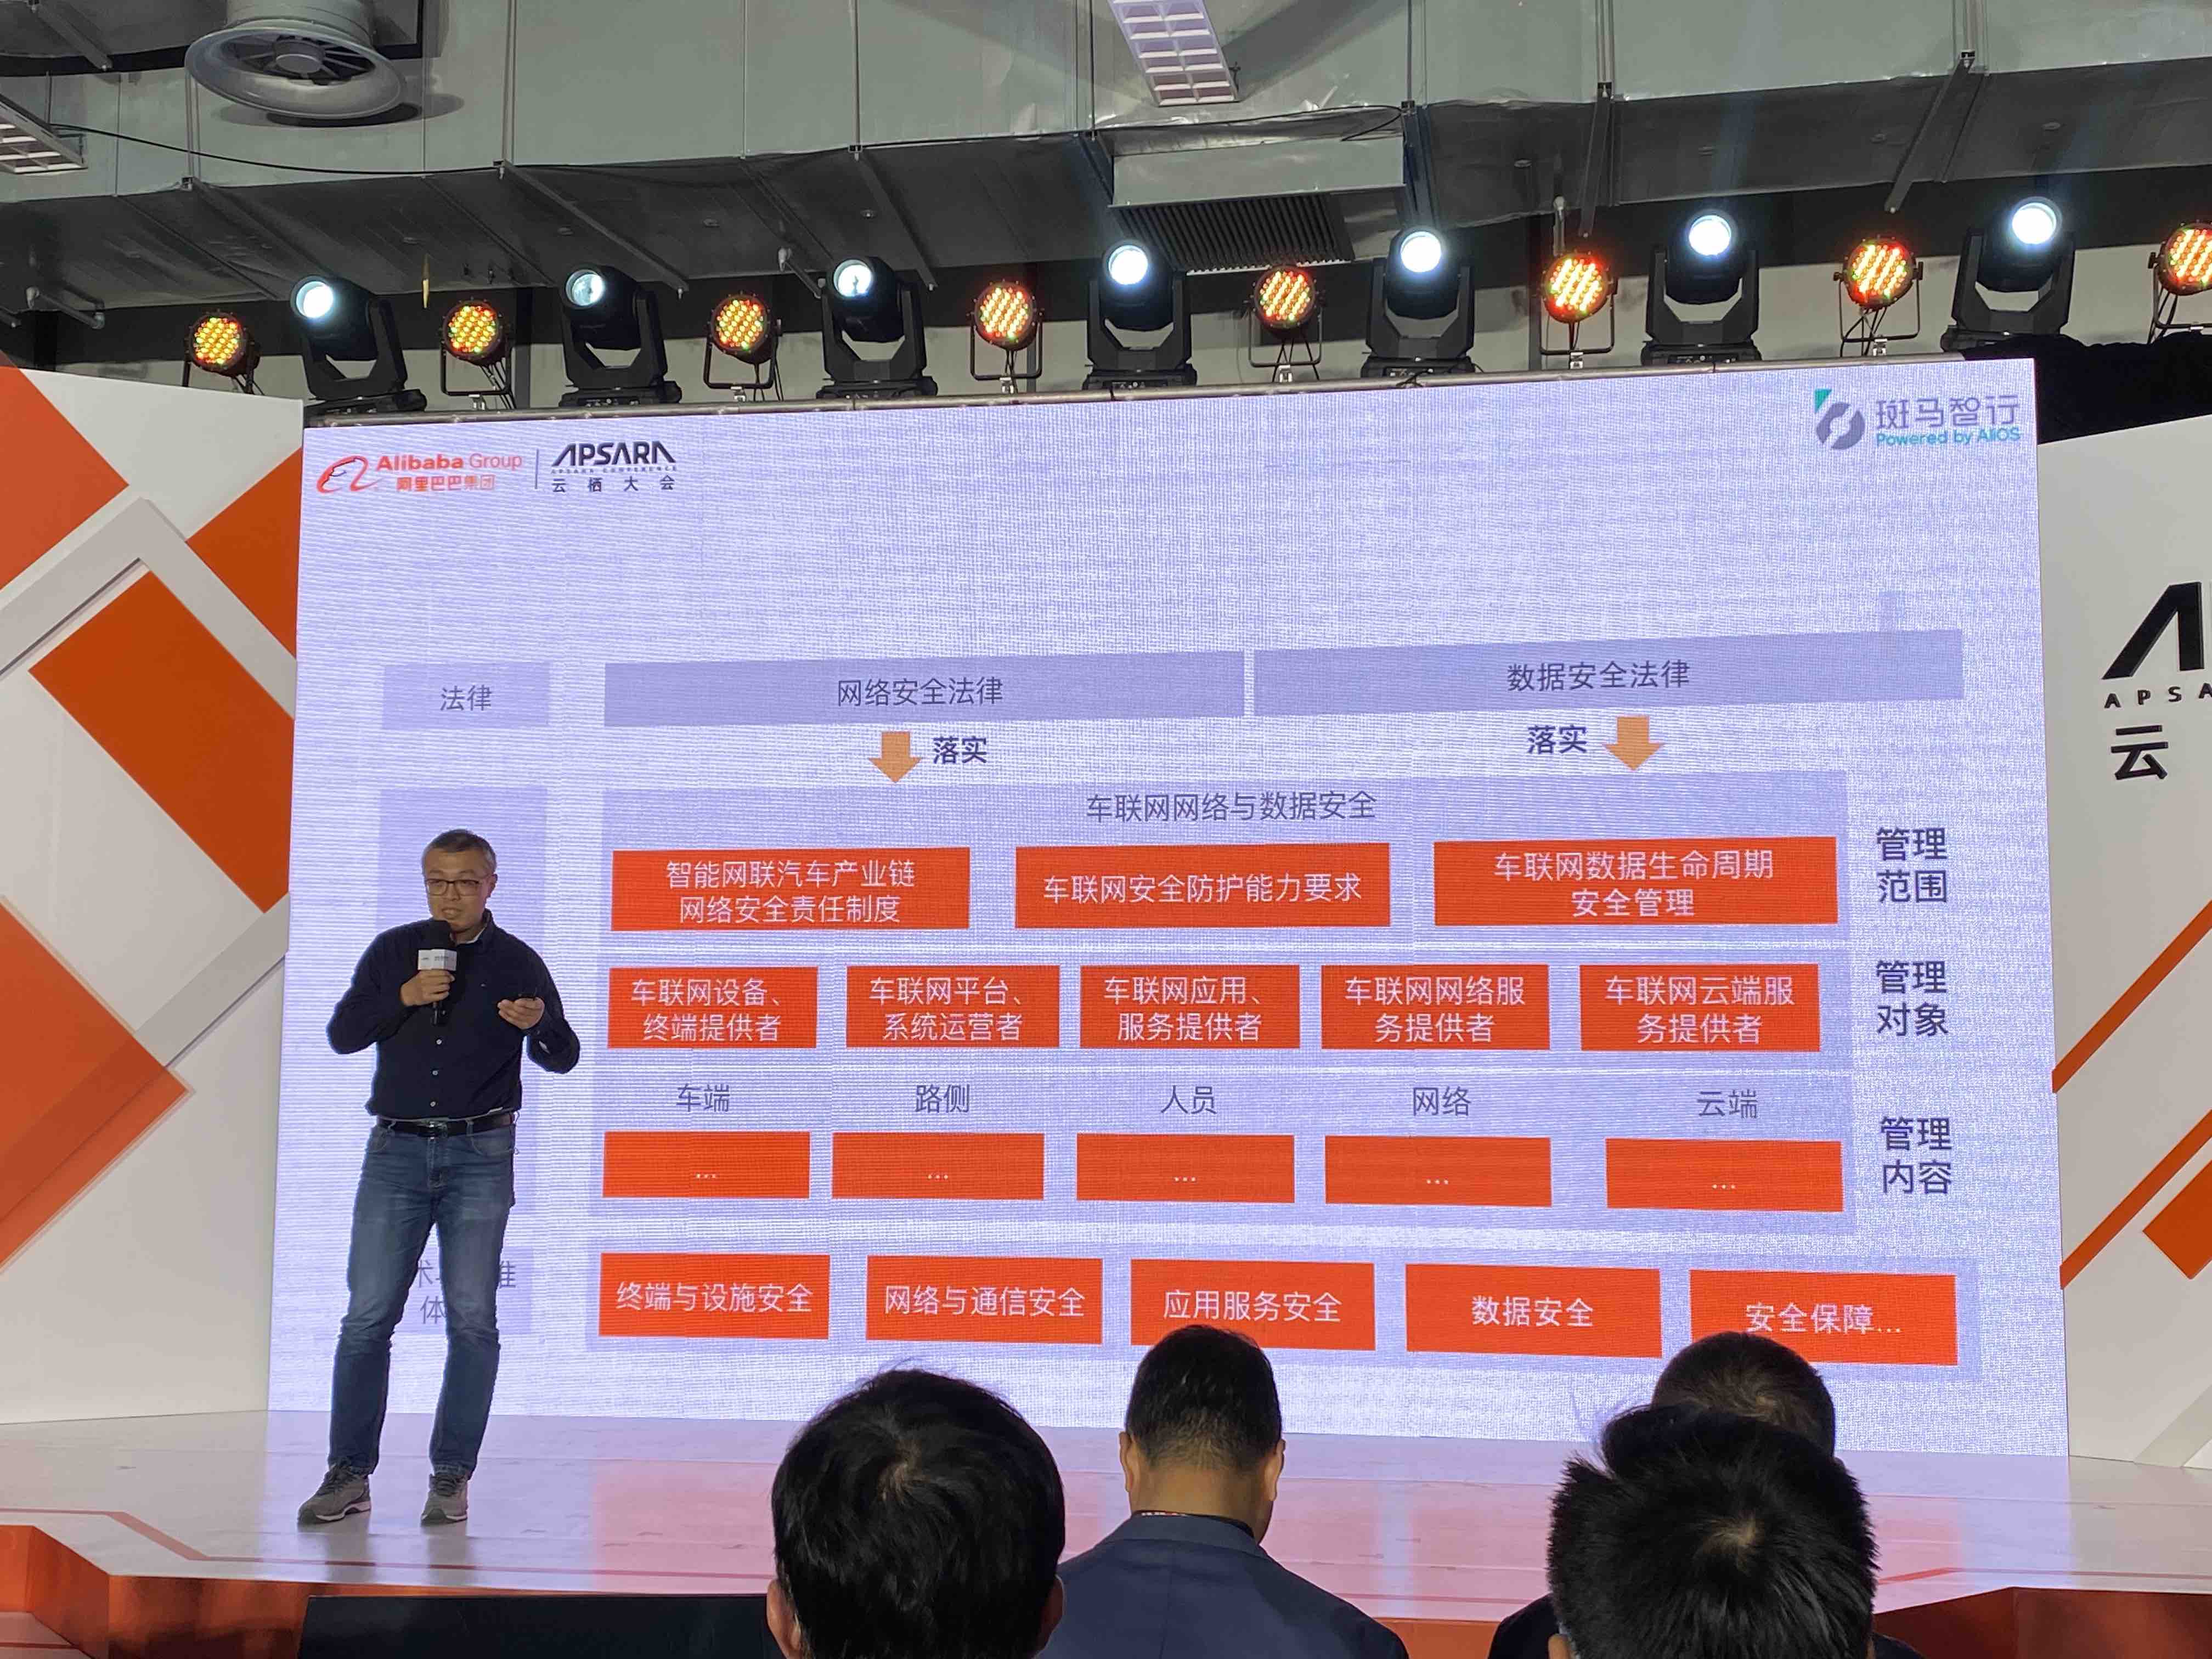 Alibaba Group
阿里巴巴集团
APSARA
APSARA CONFERENCE
云栖大会
斑马智行
Powered by AliOS
法律
网络安全法律
数据安全法律
落实
落实
车联网网络与数据安全
智能网联汽车产业链
网络安全责任制度
车联网安全防护能力要求
车联网数据生命周期
安全管理
管理
范围
车联网设备、
终端提供者
车联网平台、
系统运营者
车联网应用、
服务提供者
车联网网络服
务提供者
车联网云端服
务提供者
管理
对象
车端
路侧
人员
网络
云端
...
...
...
...
...
管理
内容
术
准
体
终端与设施安全
网络与通信安全
应用服务安全
数据安全
安全保障...
APSA
云